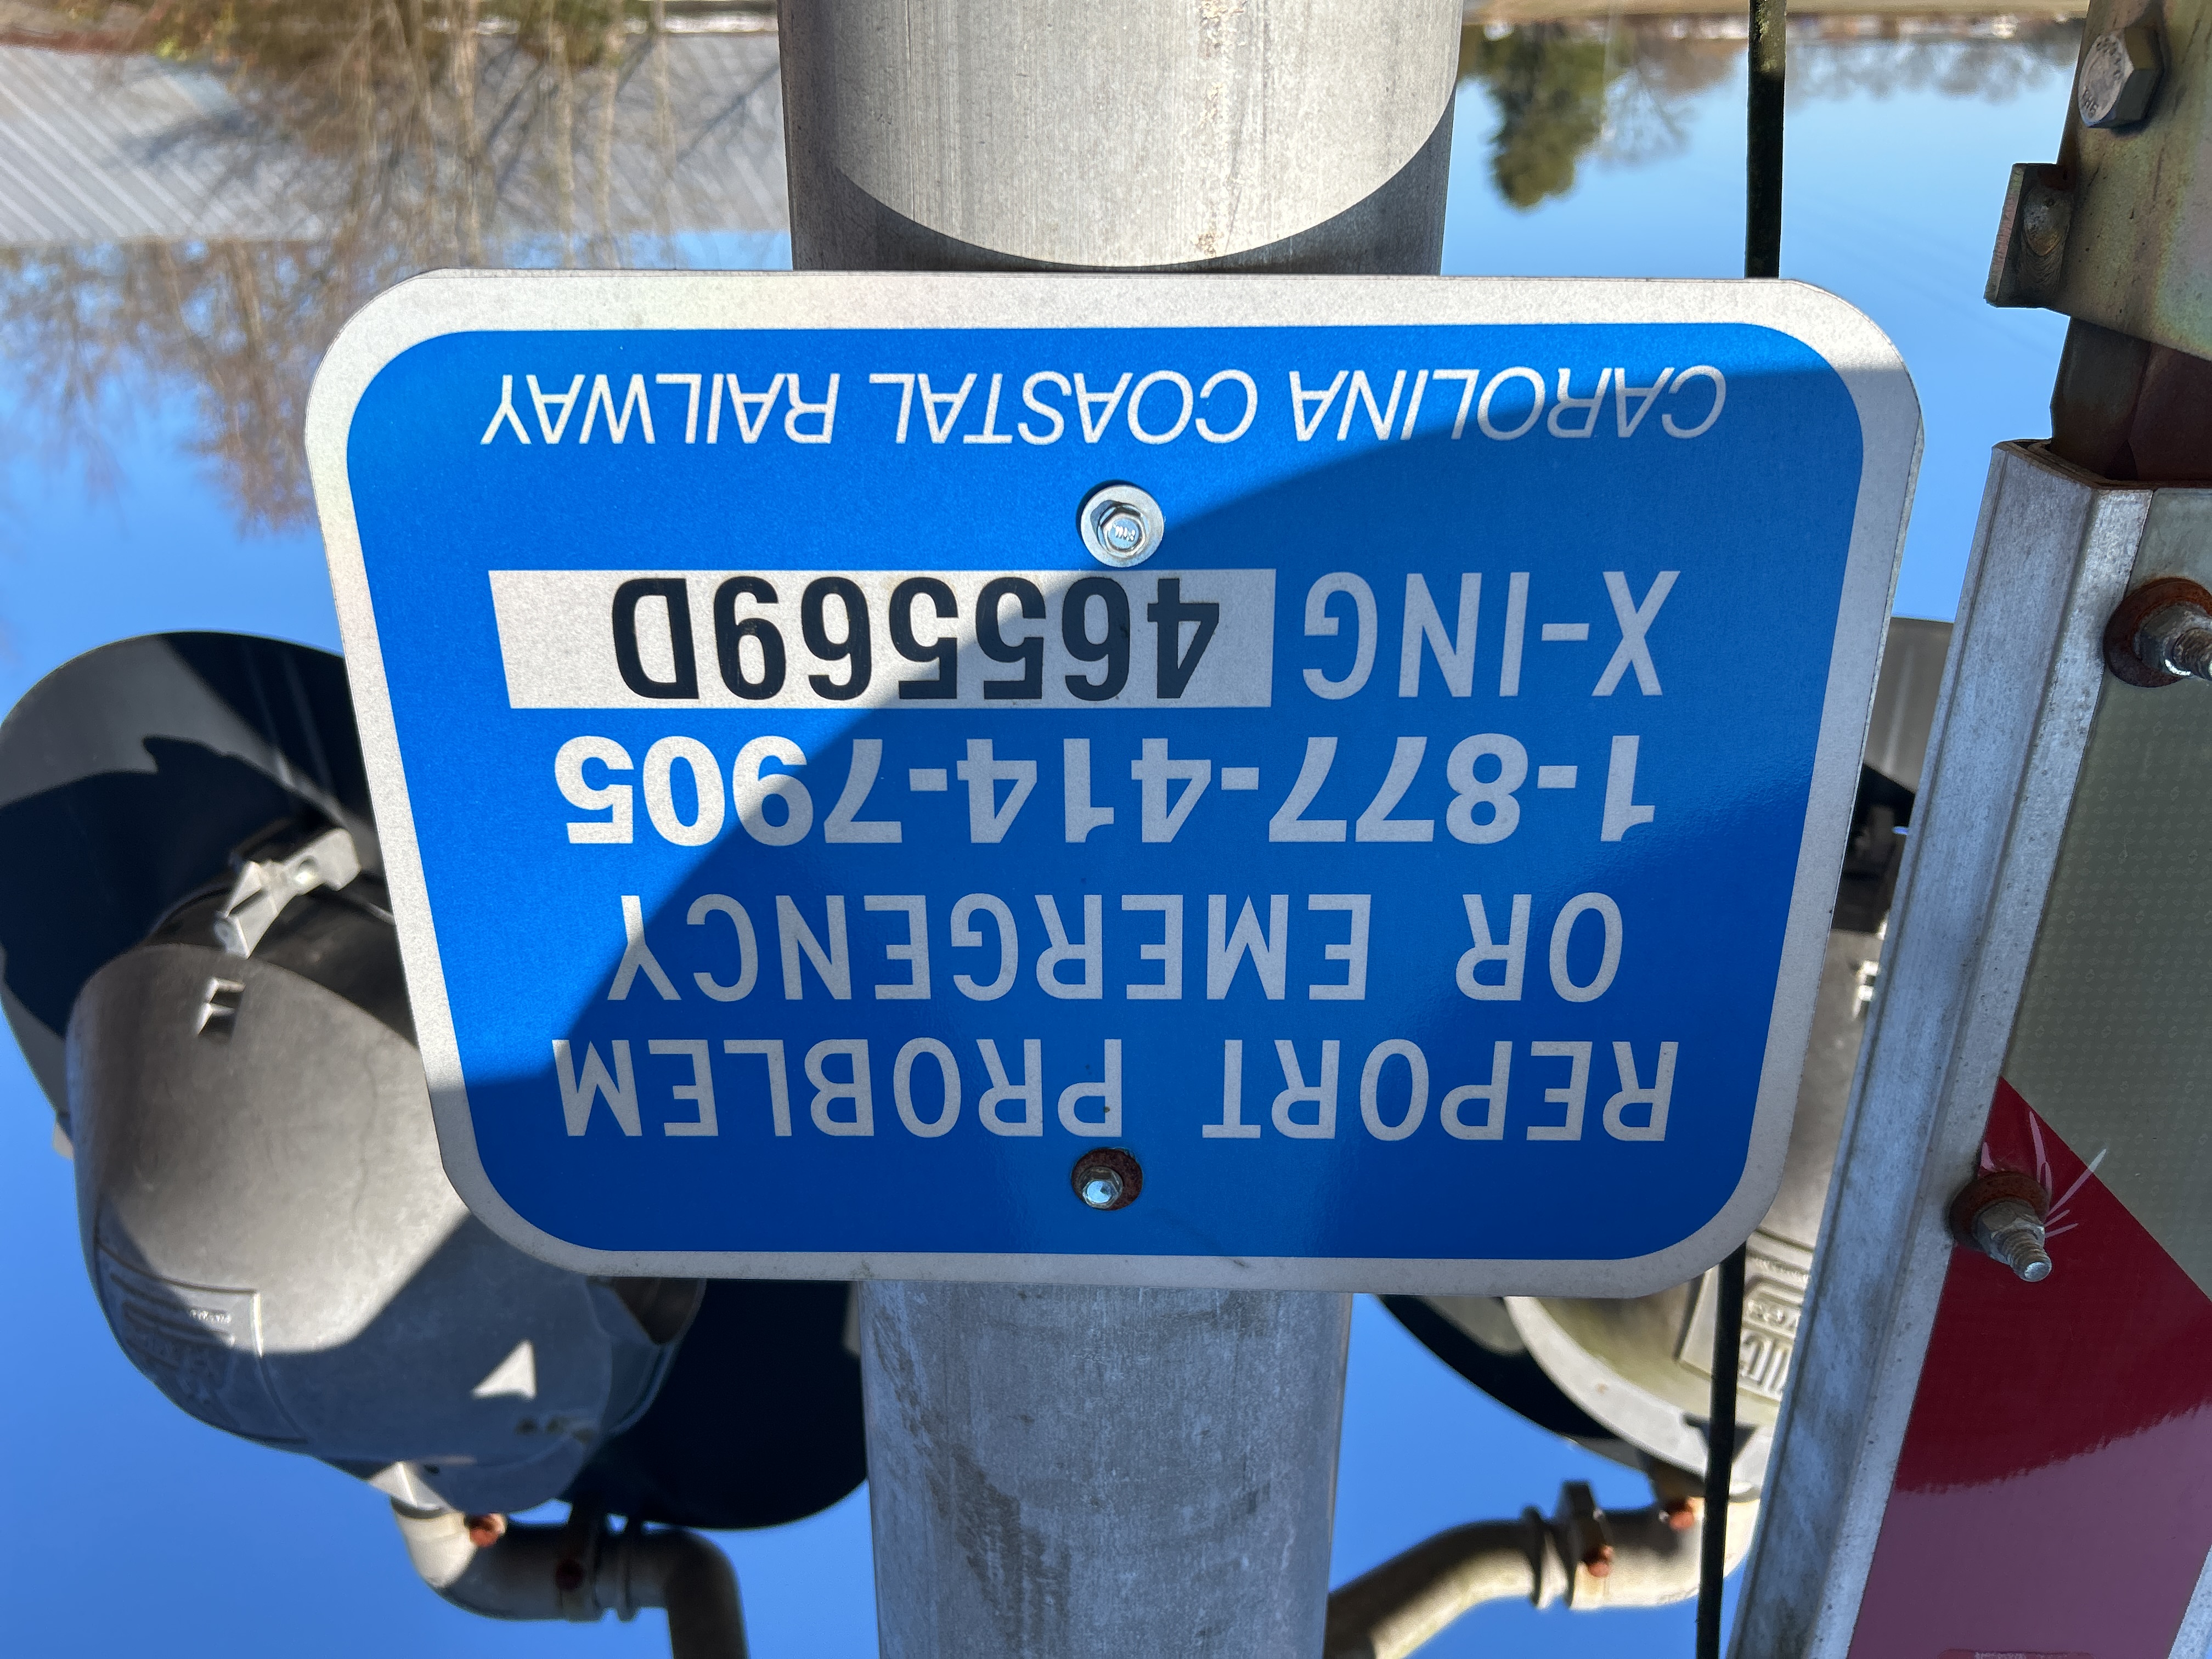 REPORT PROBLEM
OR EMERGENCY
1-877-414-7905
X-ING 465569D
CAROLINA COASTAL RAILWAY